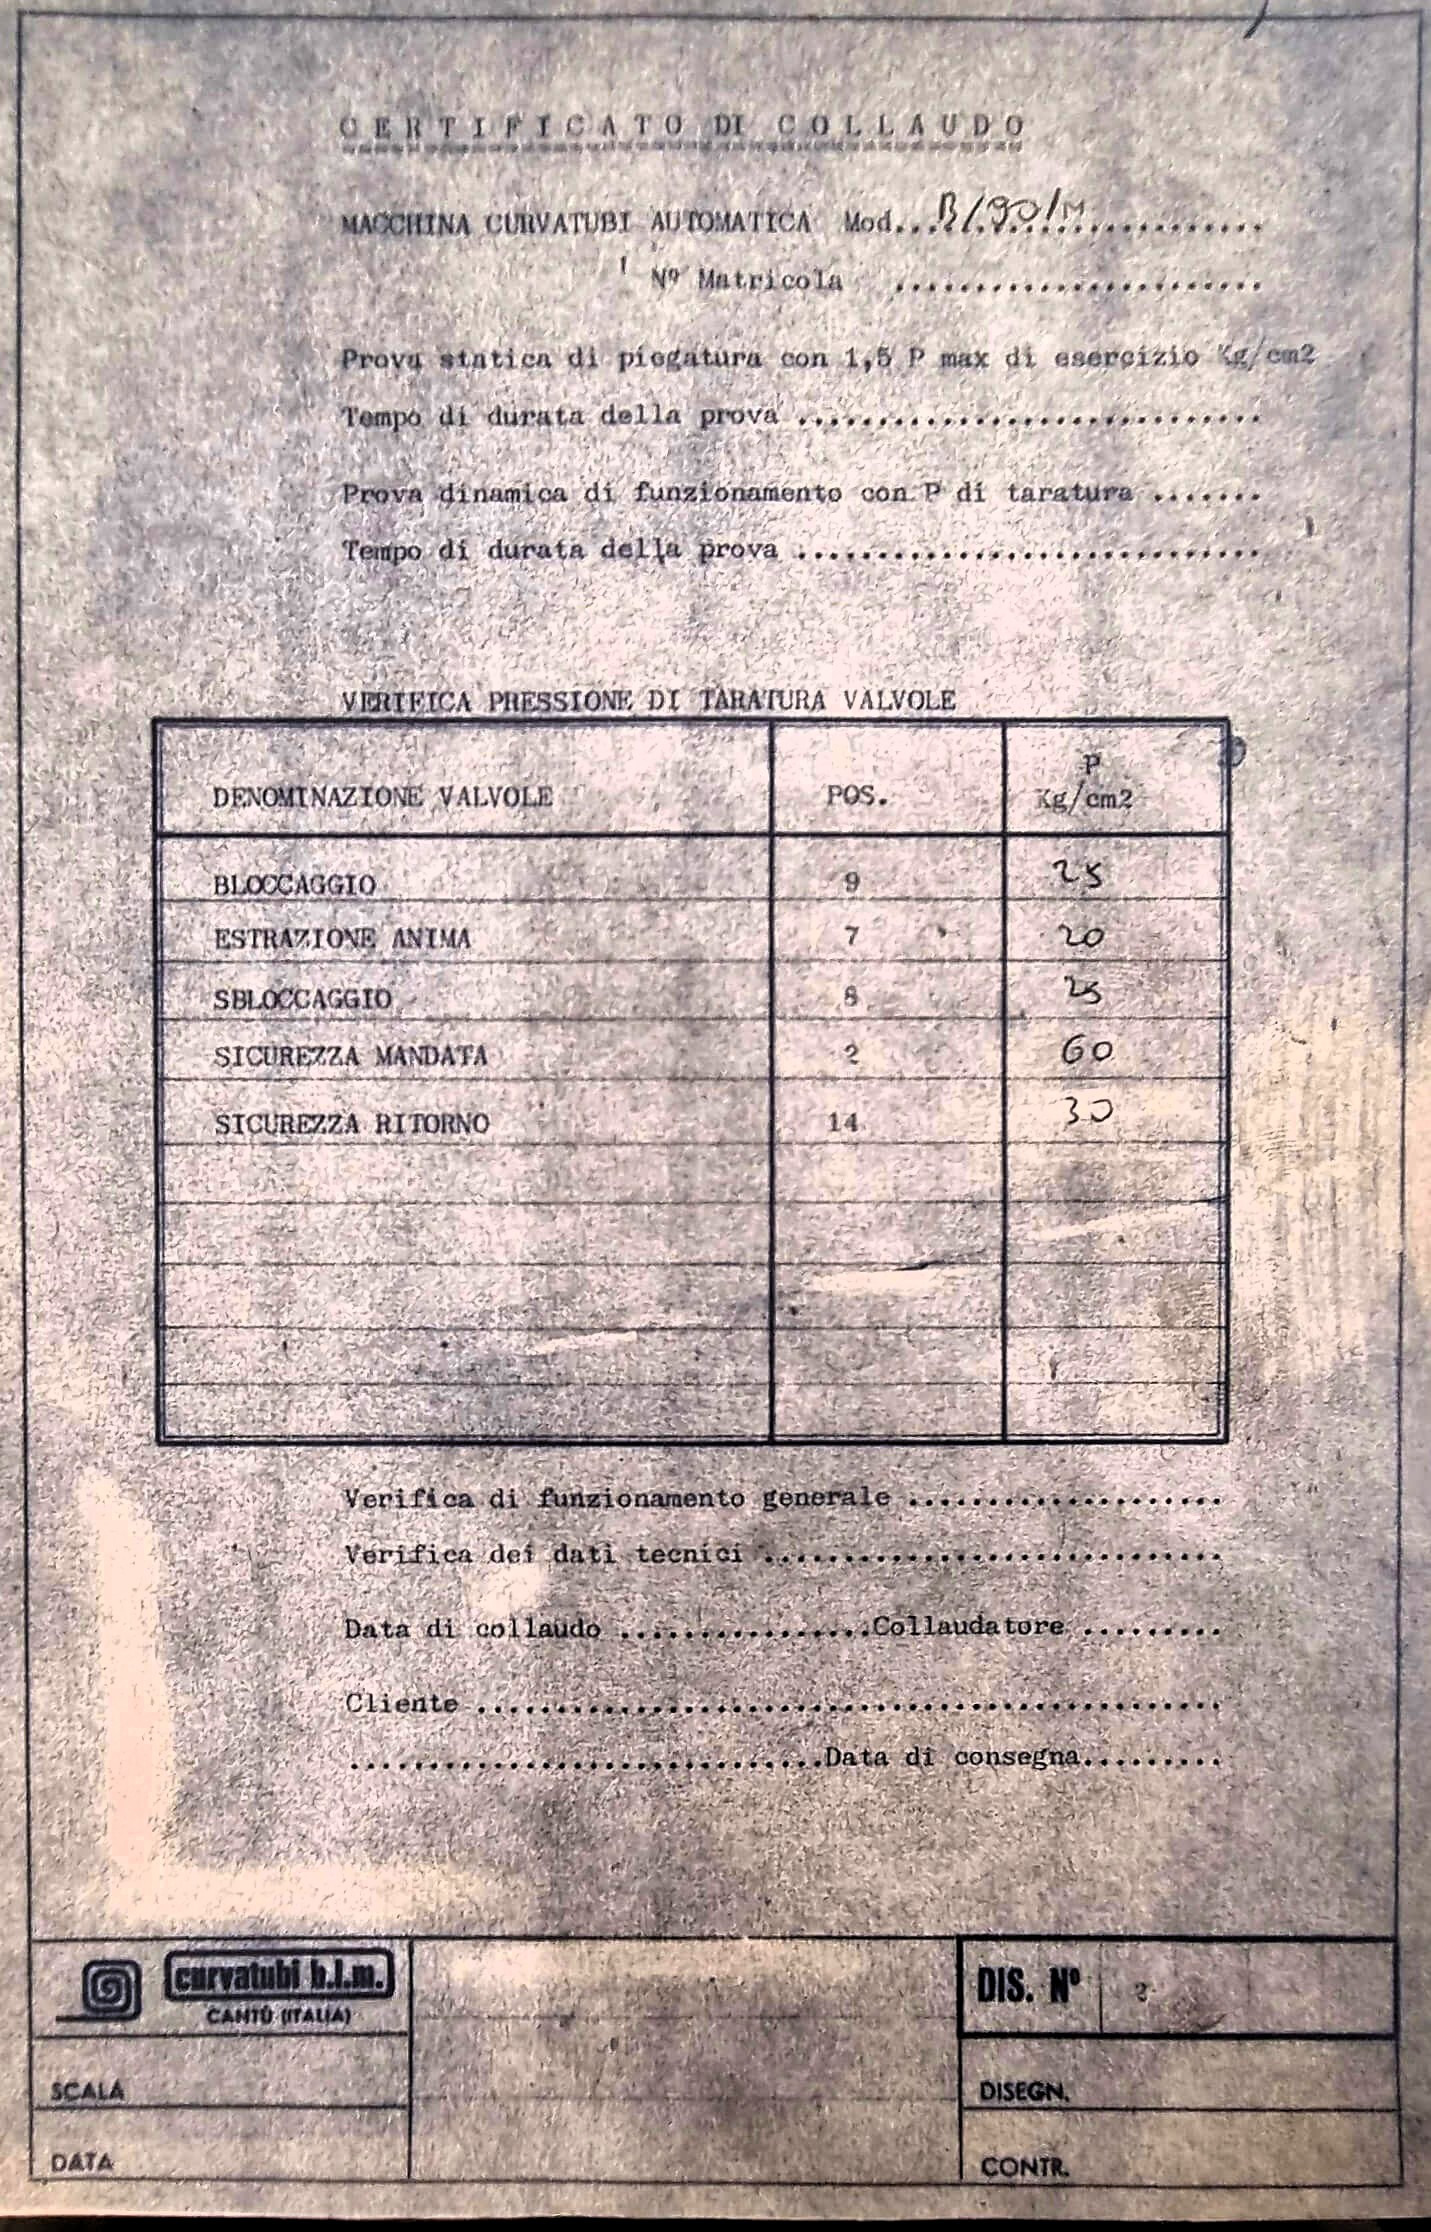 CERTIFICATO DI COLLAUDO
MACCHINA CURVATUBI AUTOMATICA Mod. B/90/M
Nº Matricola ......................
Prova statica di piegatura con 1,5 P max di esercizio Kg/cm2
Tempo di durata della prova .............................
Prova dinamica di funzionamento con P di taratura .......
Tempo di durata della prova .............................
VERIFICA PRESSIONE DI TARATURA VALVOLE
DENOMINAZIONE VALVOLE POS. P Kg/cm2
BLOCCAGGIO 9 25
ESTRAZIONE ANIMA 7 20
SBLOCCAGGIO 8 25
SICUREZZA MANDATA 2 60
SICUREZZA RITORNO 14 30
Verifica di funzionamento generale ....................
Verifica dei dati tecnici .............................
Data di collaudo ................Collaudatore .........
Cliente ...............................................
..............................Data di consegna.........
curvatubi b.l.m.
CANTÙ (ITALIA)
DIS. Nº
SCALA
DISEGN.
DATA
CONTR.